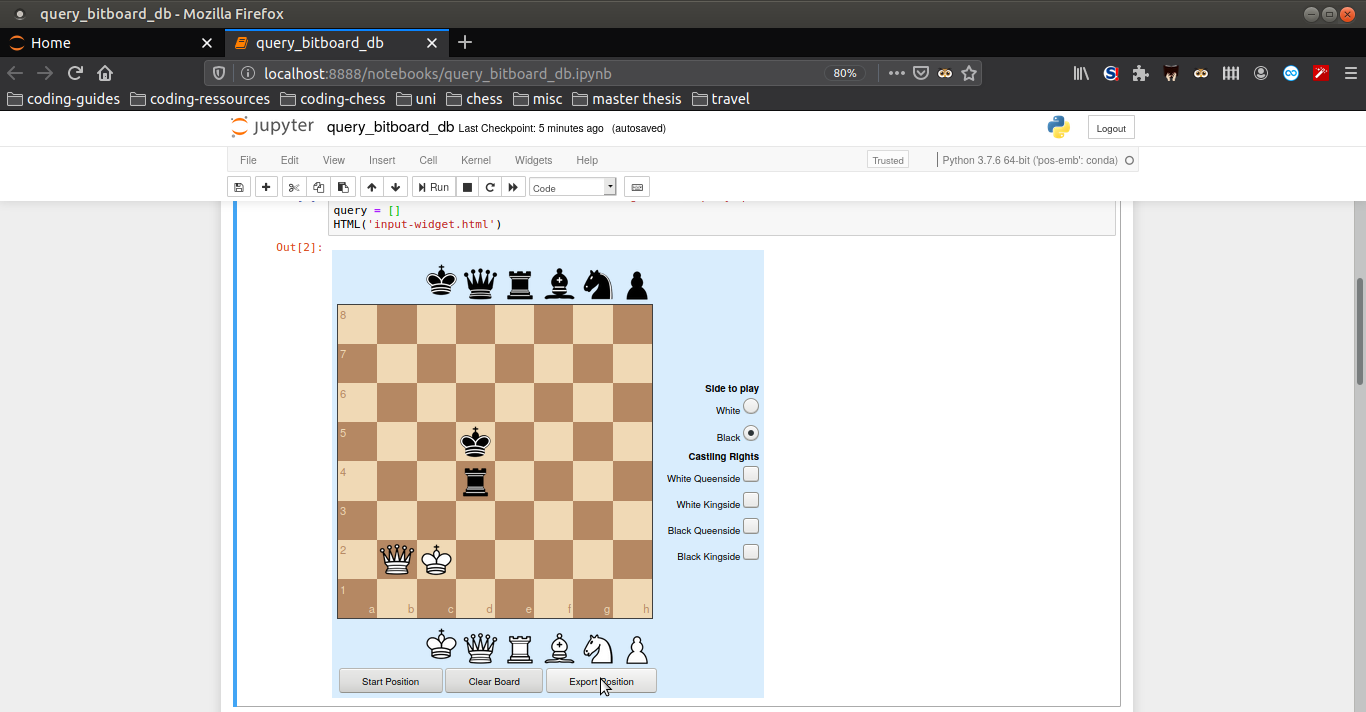 query_bitboard_db - Mozilla Firefox
Home
query_bitboard_db
localhost:8888/notebooks/query_bitboard_db.ipynb
80%
coding-guides coding-ressources coding-chess uni chess misc master thesis travel
jupyter query_bitboard_db Last Checkpoint: 5 minutes ago (autosaved)
Logout
File Edit View Insert Cell Kernel Widgets Help
Trusted
Python 3.7.6 64-bit ('pos-emb': conda)
Run
Code
query = []
HTML('input-widget.html')
Out[2]:
8
7
6
5
4
3
2
1
a b c d e f g h
Side to play
White
Black
Castling Rights
White Queenside
White Kingside
Black Queenside
Black Kingside
Start Position Clear Board Export Position